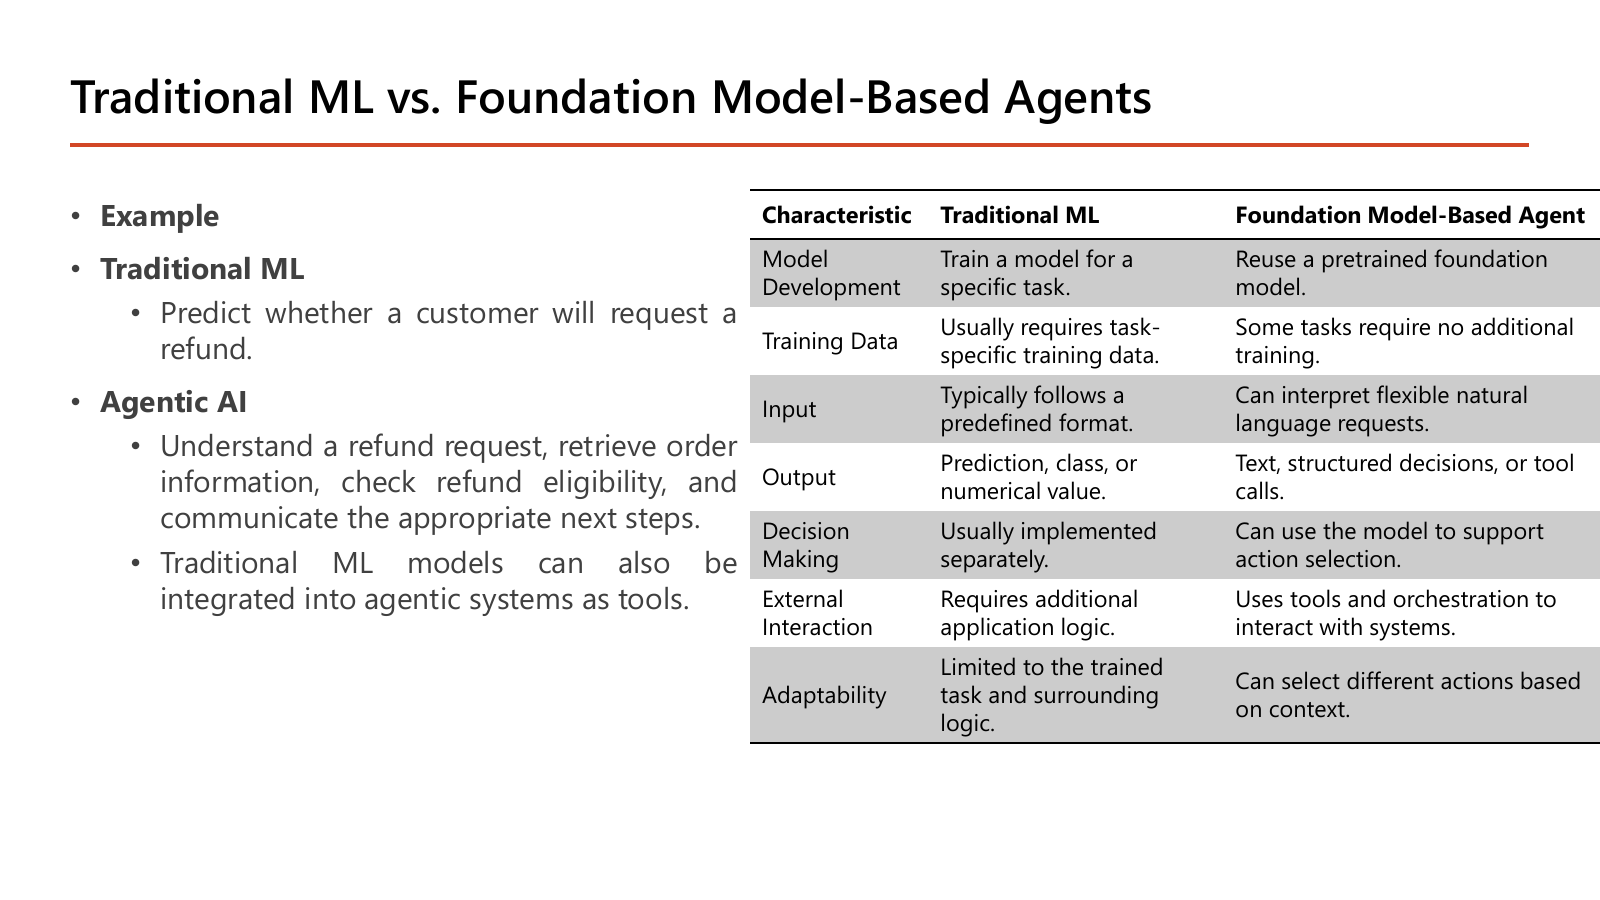 Traditional ML vs. Foundation Model-Based Agents
• Example
• Traditional ML
• Predict whether a customer will request a
refund.
• Agentic AI
• Understand a refund request, retrieve order
information, check refund eligibility, and
communicate the appropriate next steps.
• Traditional ML models can also be
integrated into agentic systems as tools.
Characteristic Traditional ML Foundation Model-Based Agent
Model Development Train a model for a specific task. Reuse a pretrained foundation model.
Training Data Usually requires task-specific training data. Some tasks require no additional training.
Input Typically follows a predefined format. Can interpret flexible natural language requests.
Output Prediction, class, or numerical value. Text, structured decisions, or tool calls.
Decision Making Usually implemented separately. Can use the model to support action selection.
External Interaction Requires additional application logic. Uses tools and orchestration to interact with systems.
Adaptability Limited to the trained task and surrounding logic. Can select different actions based on context.